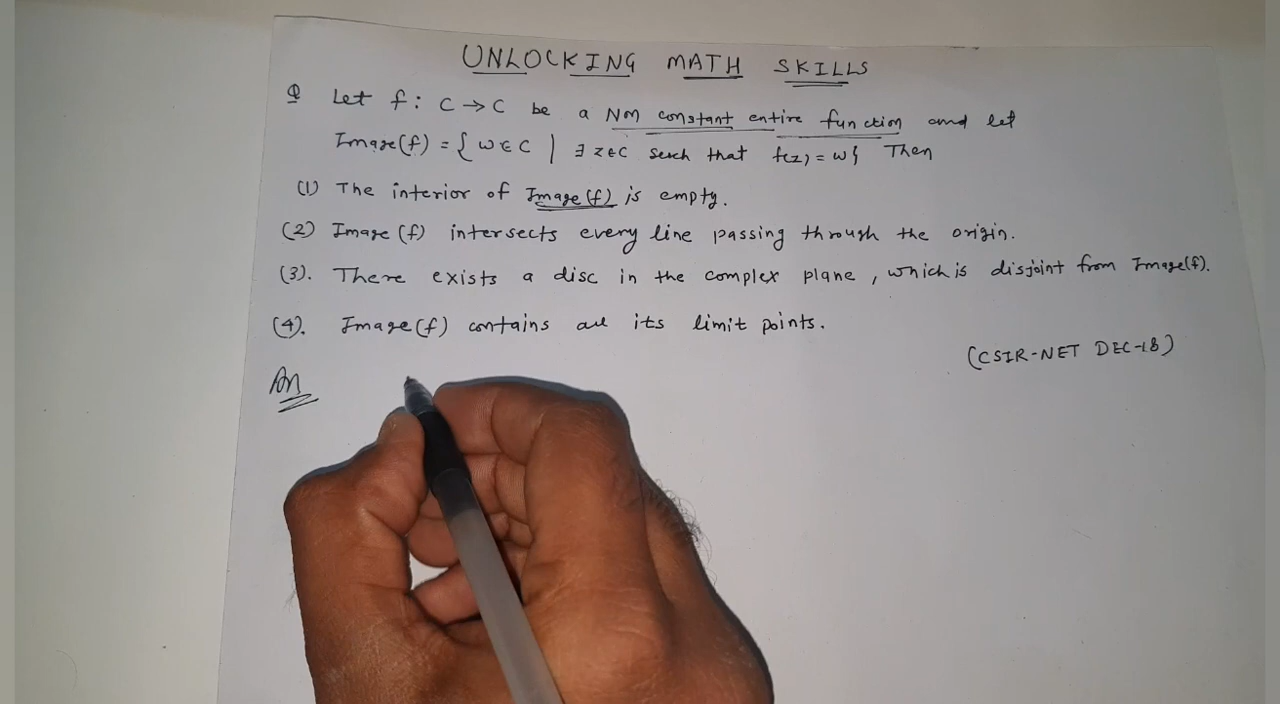 UNLOCKING MATH SKILLS
Q Let f: C → C be a Non constant entire function and let
Image(f) = { w ∈ C | ∃ z ∈ C such that f(z) = w} Then
(1) The interior of Image(f) is empty.
(2) Image (f) intersects every line passing through the origin.
(3). There exists a disc in the complex plane, which is disjoint from Image(f).
(4). Image(f) contains all its limit points.
(CSIR-NET DEC-18)
An